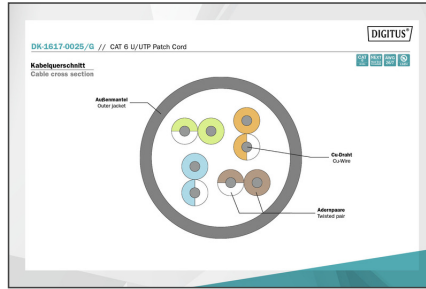 DIGITUS®
DK-1617-0025/G // CAT 6 U/UTP Patch Cord
Kabelquerschnitt
Cable cross section
Außenmantel
Outer jacket
Cu-Draht
Cu-Wire
Adernpaare
Twisted pair